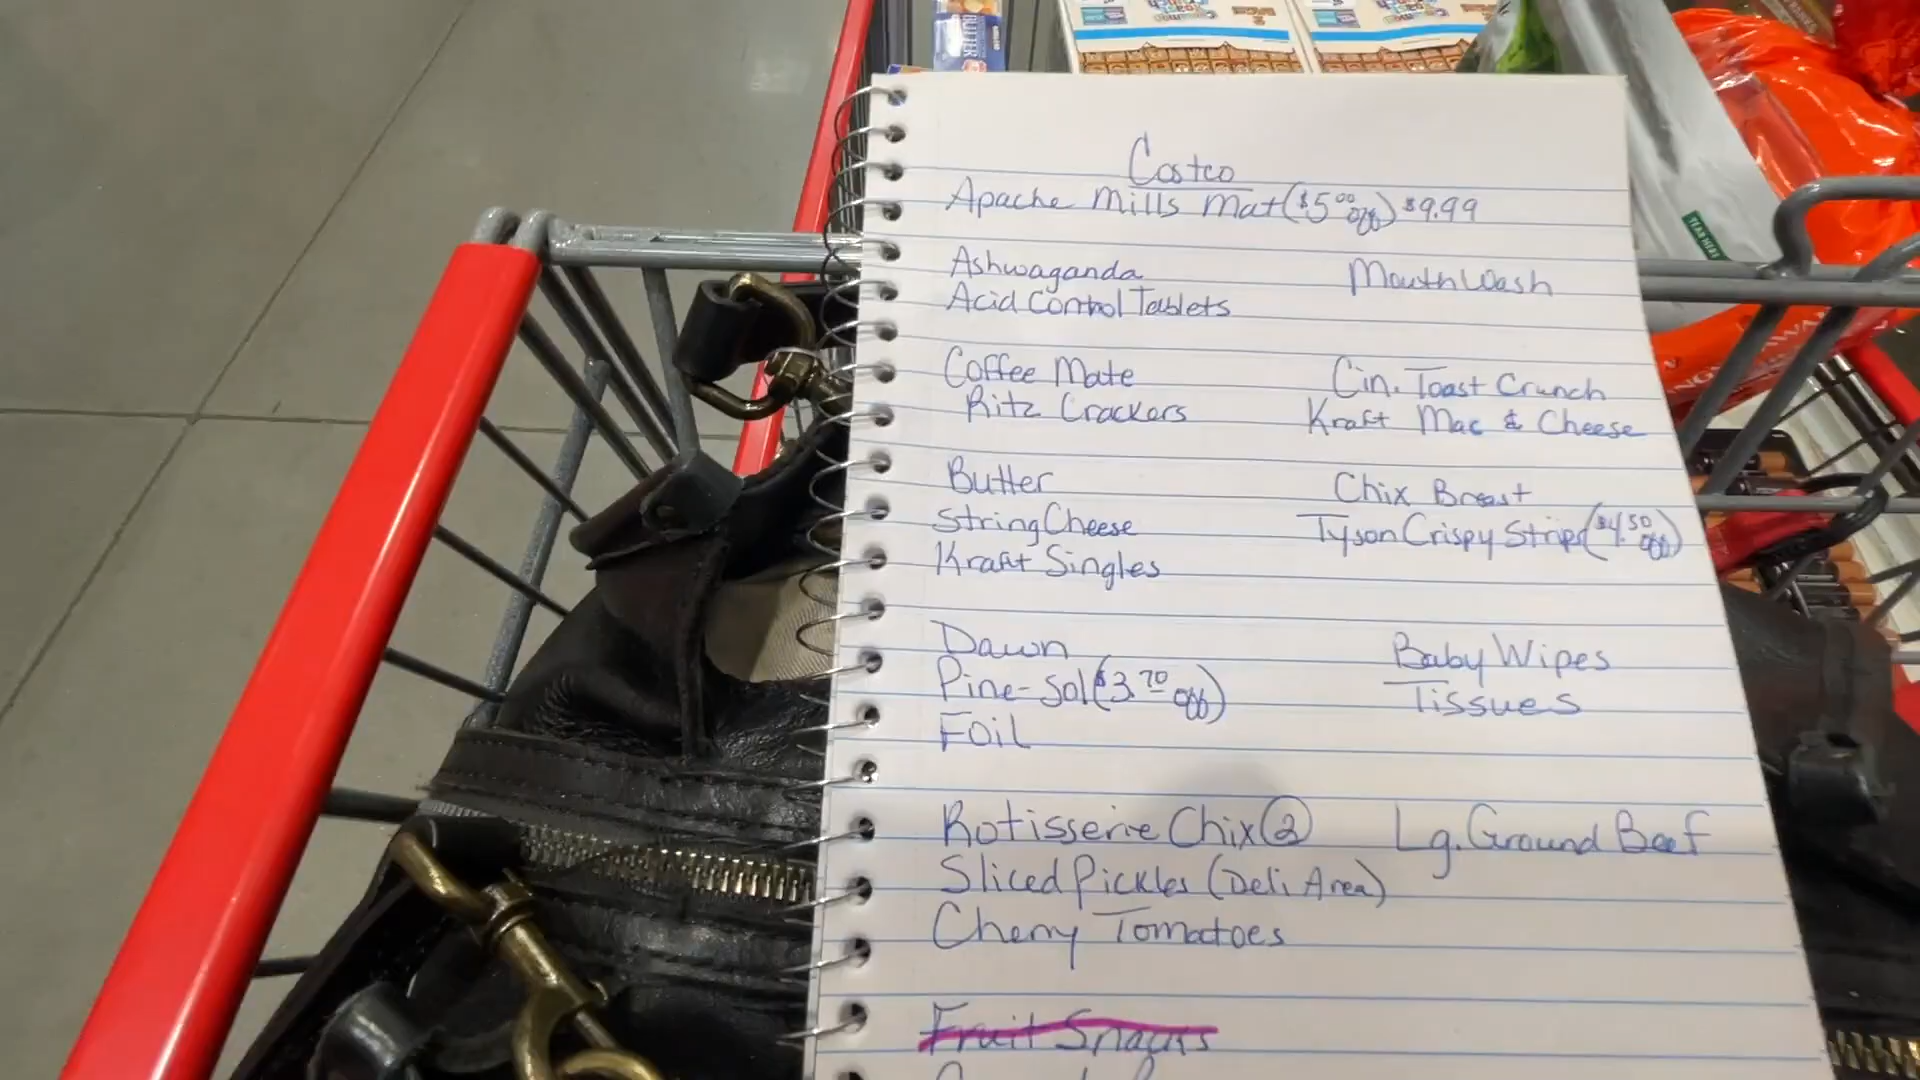 BUTTER
TEAR HERE
Costco
Apache Mills Mat ($5.00 off) $9.99
Ashwaganda Mouthwash
Acid Control Tablets
Coffee Mate Cin. Toast Crunch
Ritz Crackers Kraft Mac & Cheese
Butter Chix Breast
String Cheese Tyson Crispy Strips ($4.50 off)
Kraft Singles
Dawn Baby Wipes
Pine-Sol ($3.70 off) Tissues
Foil
Rotisserie Chix 2 Lg. Ground Beef
Sliced Pickles (Deli Area)
Cherry Tomatoes
Fruit Snacks